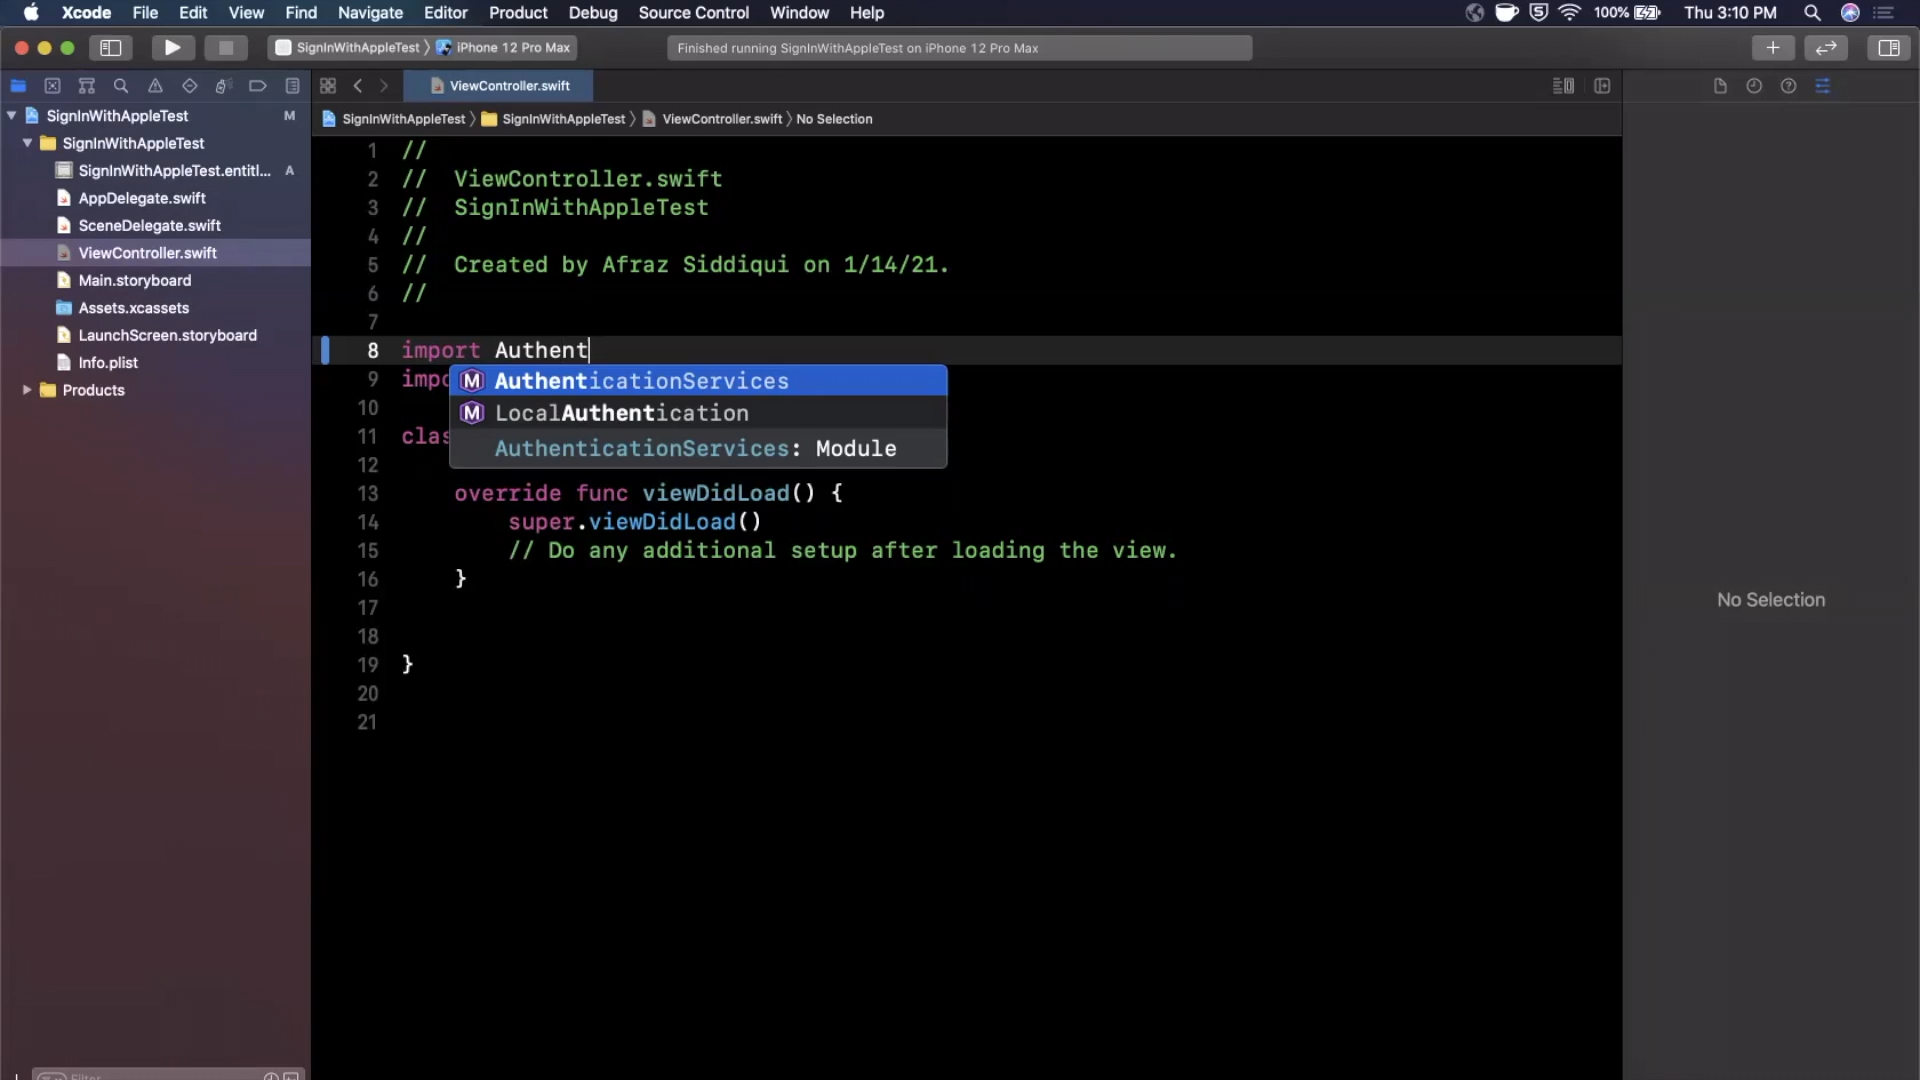 Xcode File Edit View Find Navigate Editor Product Debug Source Control Window Help 100% Thu 3:10 PM
SignInWithAppleTest iPhone 12 Pro Max Finished running SignInWithAppleTest on iPhone 12 Pro Max
ViewController.swift
SignInWithAppleTest SignInWithAppleTest ViewController.swift No Selection
SignInWithAppleTest M
SignInWithAppleTest
SignInWithAppleTest.entitl... A
AppDelegate.swift
SceneDelegate.swift
ViewController.swift
Main.storyboard
Assets.xcassets
LaunchScreen.storyboard
Info.plist
Products
1 //
2 // ViewController.swift
3 // SignInWithAppleTest
4 //
5 // Created by Afraz Siddiqui on 1/14/21.
6 //
7
8 import Authent
9 impo
M AuthenticationServices
10
M LocalAuthentication
11 clas
AuthenticationServices: Module
12
13 override func viewDidLoad() {
14 super.viewDidLoad()
15 // Do any additional setup after loading the view.
16 }
17
18
19 }
20
21
No Selection
Filter